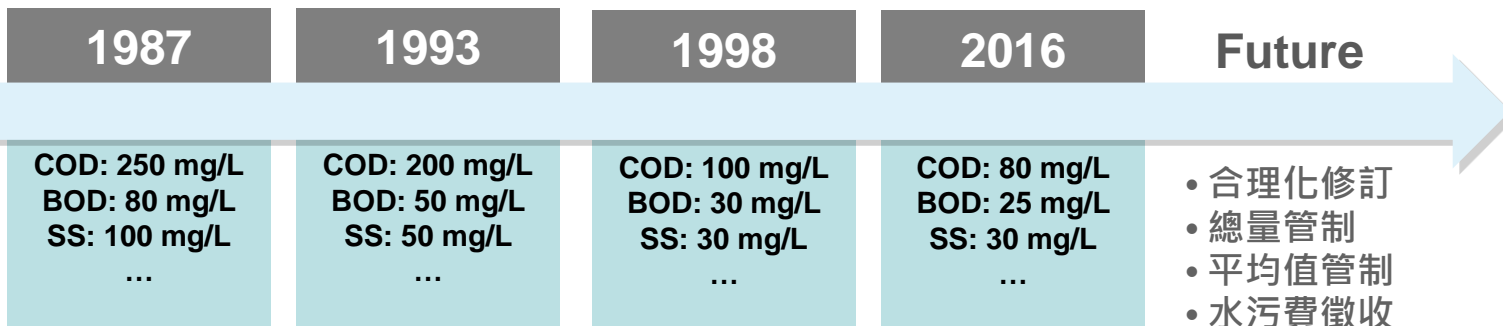 1987
COD: 250 mg/L
BOD: 80 mg/L
SS: 100 mg/L
…
1993
COD: 200 mg/L
BOD: 50 mg/L
SS: 50 mg/L
…
1998
COD: 100 mg/L
BOD: 30 mg/L
SS: 30 mg/L
…
2016
COD: 80 mg/L
BOD: 25 mg/L
SS: 30 mg/L
…
Future
• 合理化修訂
• 總量管制
• 平均值管制
• 水污費徵收